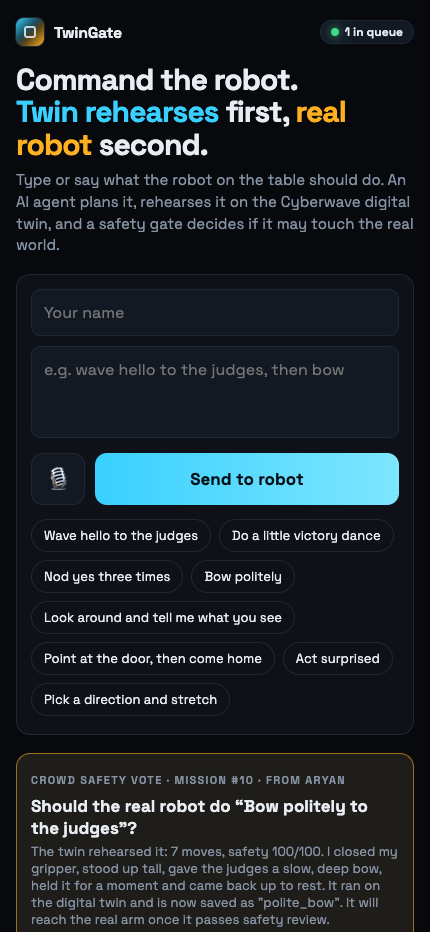 TwinGate
1 in queue
Command the robot.
Twin rehearses first, real
robot second.
Type or say what the robot on the table should do. An
AI agent plans it, rehearses it on the Cyberwave digital
twin, and a safety gate decides if it may touch the real
world.
Your name
e.g. wave hello to the judges, then bow
Send to robot
Wave hello to the judges
Do a little victory dance
Nod yes three times
Bow politely
Look around and tell me what you see
Point at the door, then come home
Act surprised
Pick a direction and stretch
CROWD SAFETY VOTE · MISSION #10 · FROM ARYAN
Should the real robot do “Bow politely to
the judges”?
The twin rehearsed it: 7 moves, safety 100/100. I closed my
gripper, stood up tall, gave the judges a slow, deep bow,
held it for a moment and came back up to rest. It ran on
the digital twin and is now saved as "polite_bow". It will
reach the real arm once it passes safety review.